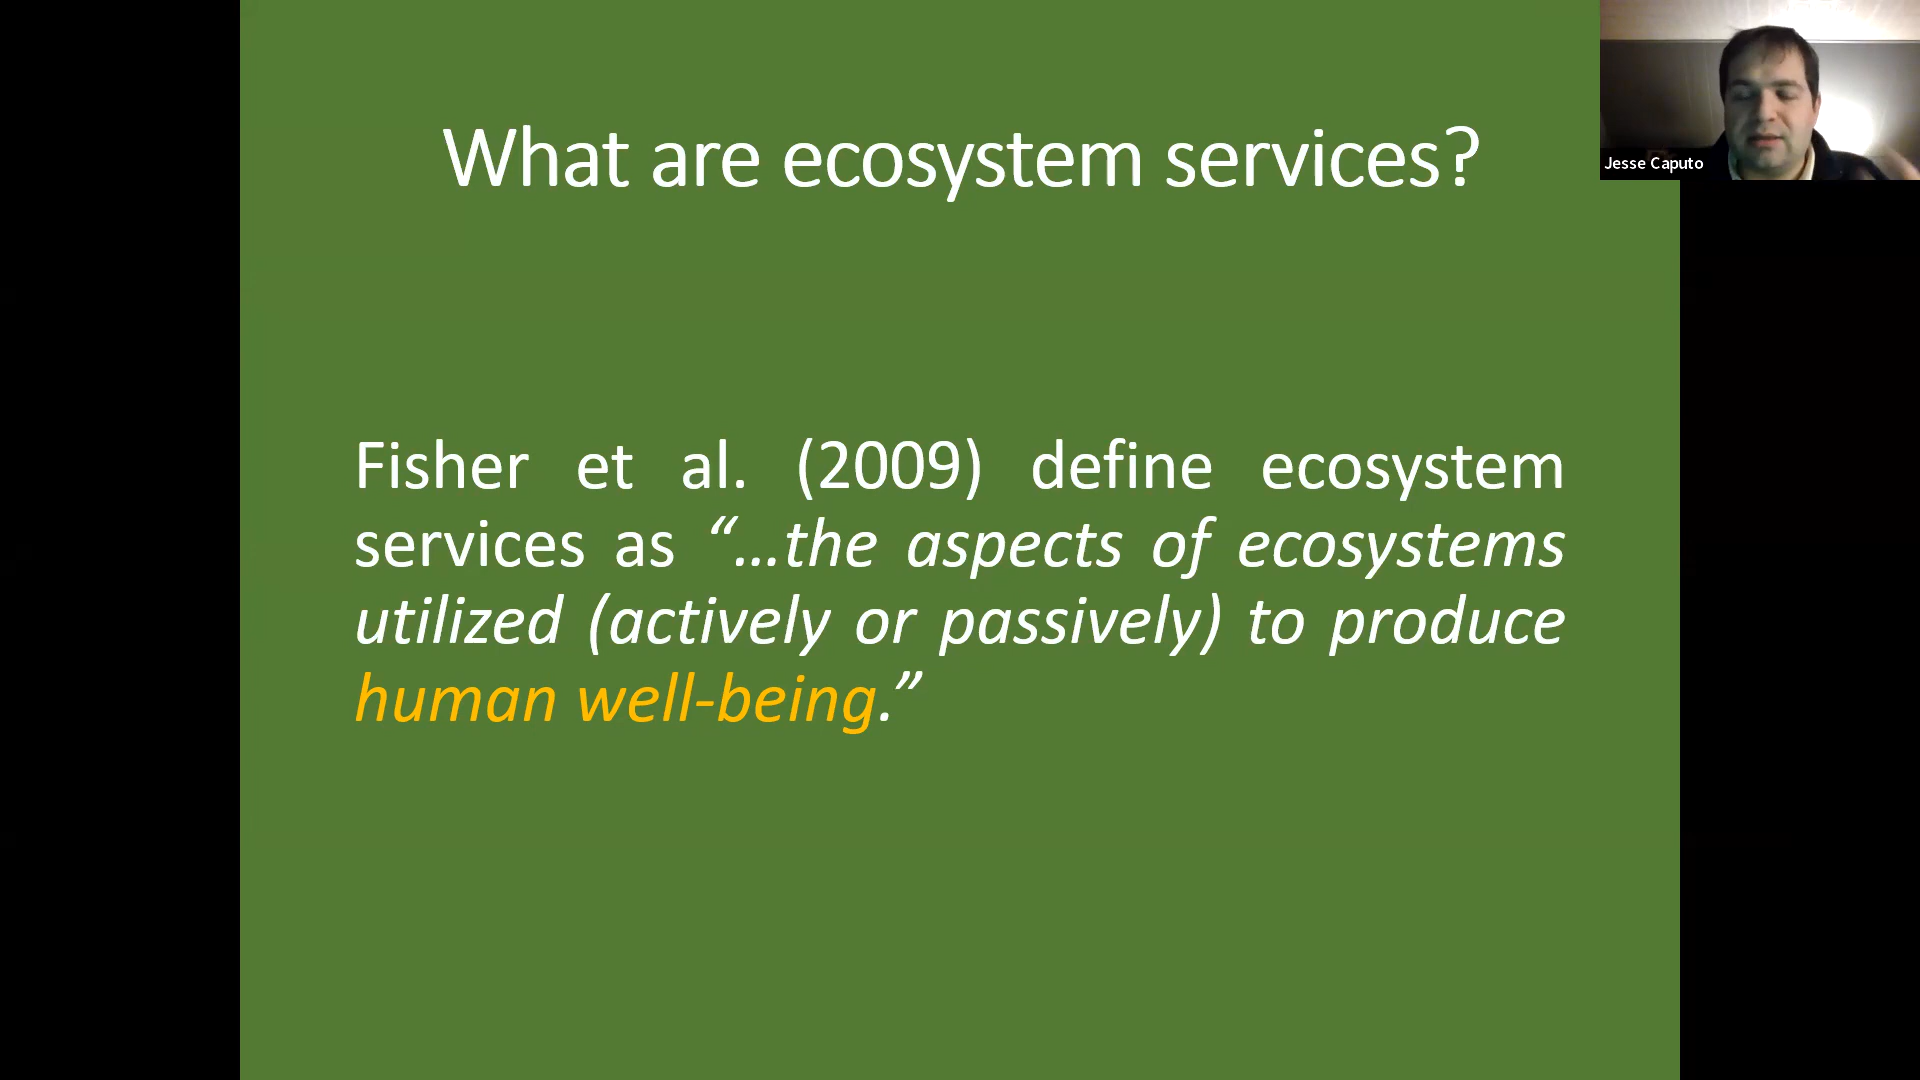 What are ecosystem services?
Jesse Caputo
Fisher et al. (2009) define ecosystem
services as “…the aspects of ecosystems
utilized (actively or passively) to produce
human well-being.”